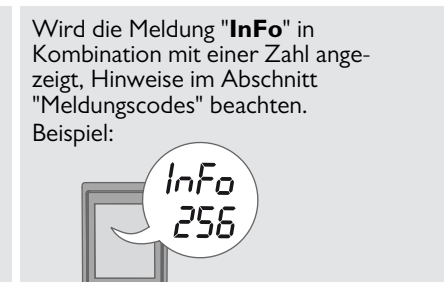 Wird die Meldung "InFo" in
Kombination mit einer Zahl ange-
zeigt, Hinweise im Abschnitt
"Meldungscodes" beachten.
Beispiel:
InFo
256